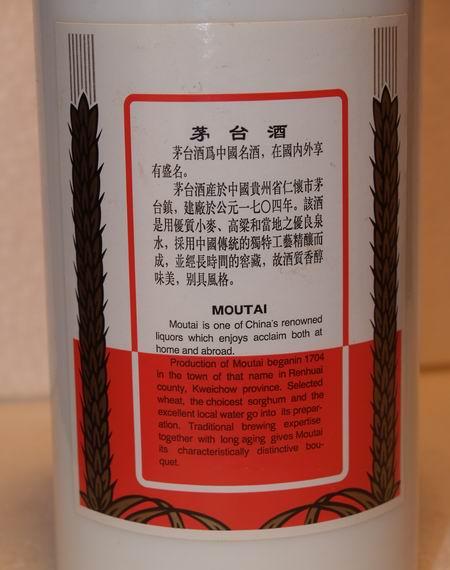 茅台酒
茅台酒爲中國名酒，在國内外享
有盛名。
茅台酒産於中國貴州省仁懷市茅
台鎮，建廠於公元一七〇四年。該酒
是用優質小麥、高粱和當地之優良泉
水，採用中國傳統的獨特工藝精釀而
成，並經長時間的窖藏，故酒質香醇
味美，别具風格。
MOUTAI
Moutai is one of China's renowned
liquors which enjoys acclaim both at
home and abroad.
Production of Moutai beganin 1704
in the town of that name in Renhuai
county, Kweichow province. Selected
wheat, the choicest sorghum and the
excellent local water go into its prepar-
ation. Traditional brewing expertise
together with long aging gives Moutai
its characteristically distinctive bou-
quet.